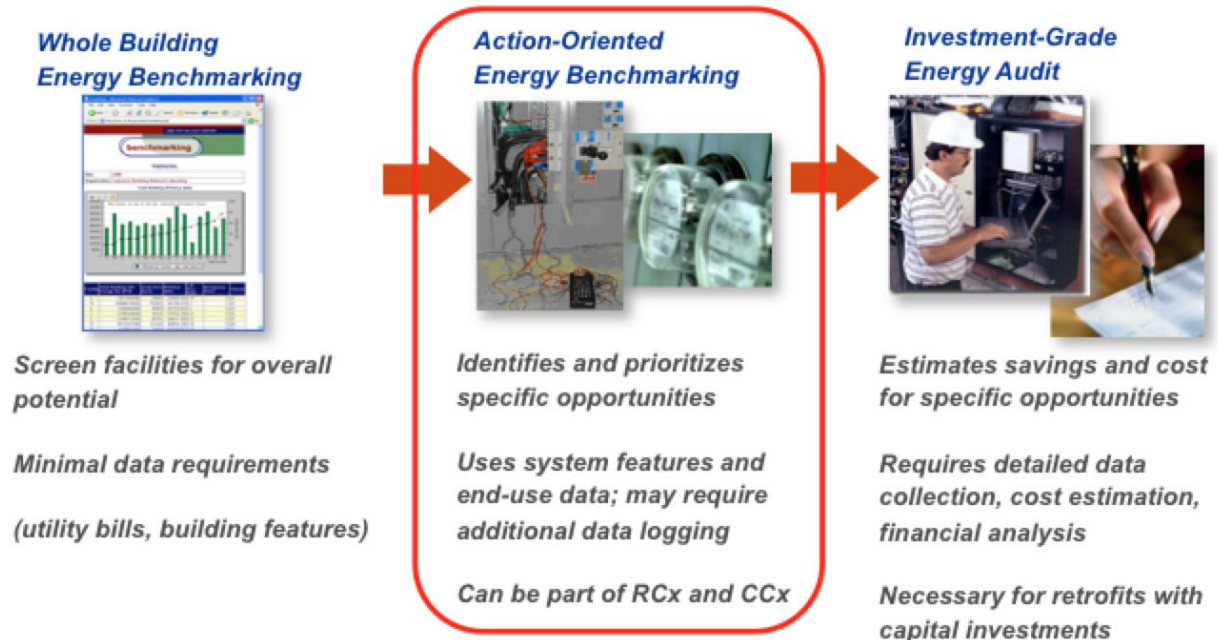 Whole Building
Energy Benchmarking
benchmarking
Screen facilities for overall
potential
Minimal data requirements
(utility bills, building features)
Action-Oriented
Energy Benchmarking
Identifies and prioritizes
specific opportunities
Uses system features and
end-use data; may require
additional data logging
Can be part of RCx and CCx
Investment-Grade
Energy Audit
Estimates savings and cost
for specific opportunities
Requires detailed data
collection, cost estimation,
financial analysis
Necessary for retrofits with
capital investments